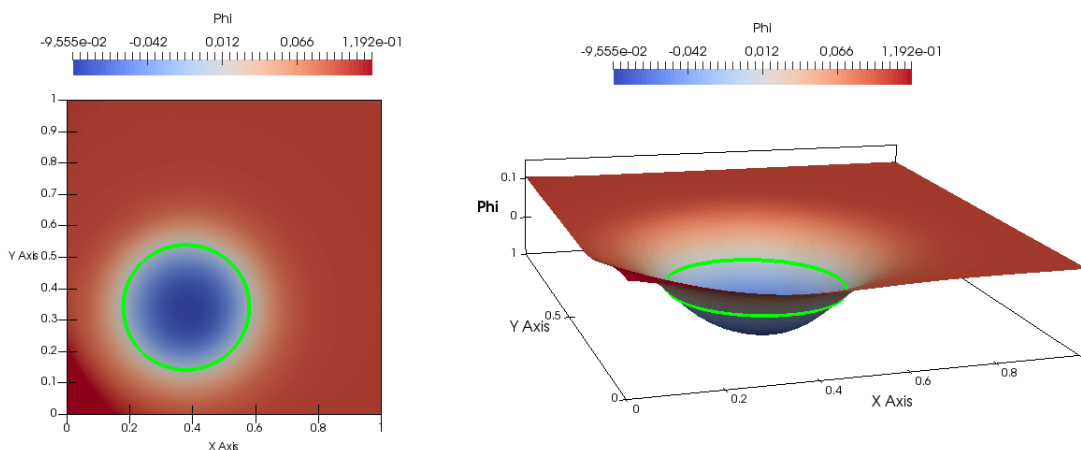 Phi
-9,555e-02 -0,042 0,012 0,066 1,192e-01
1
0.9
0.8
0.7
0.6
Y Axis 0.5
0.4
0.3
0.2
0.1
0
0 0.2 0.4 0.6 0.8 1
X Axis
Phi
-9,555e-02 -0,042 0,012 0,066 1,192e-01
0.1
Phi
0
1
0.5
Y Axis
0
0 0.2 0.4 0.6 0.8
X Axis